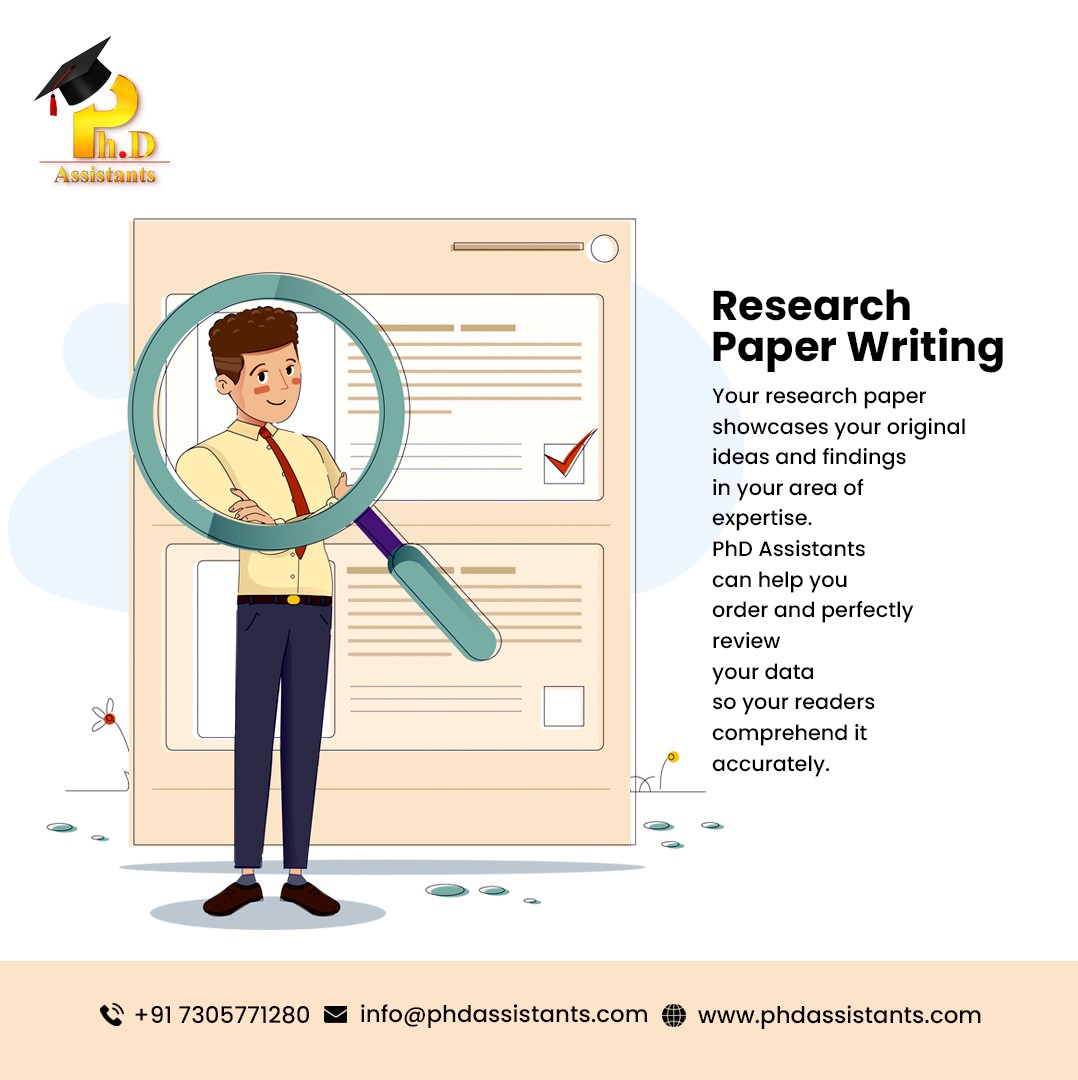 Ph.D
Assistants
Research
Paper Writing
Your research paper
showcases your original
ideas and findings
in your area of
expertise.
PhD Assistants
can help you
order and perfectly
review
your data
so your readers
comprehend it
accurately.
+91 7305771280 info@phdassistants.com www.phdassistants.com